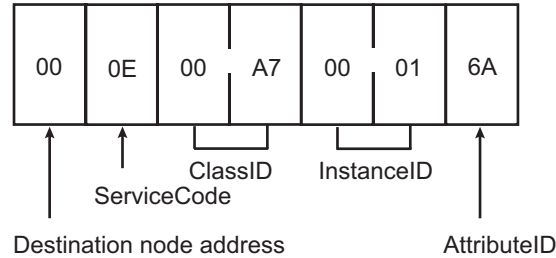 00 0E 00 A7 00 01 6A
ClassID InstanceID
ServiceCode
Destination node address AttributeID